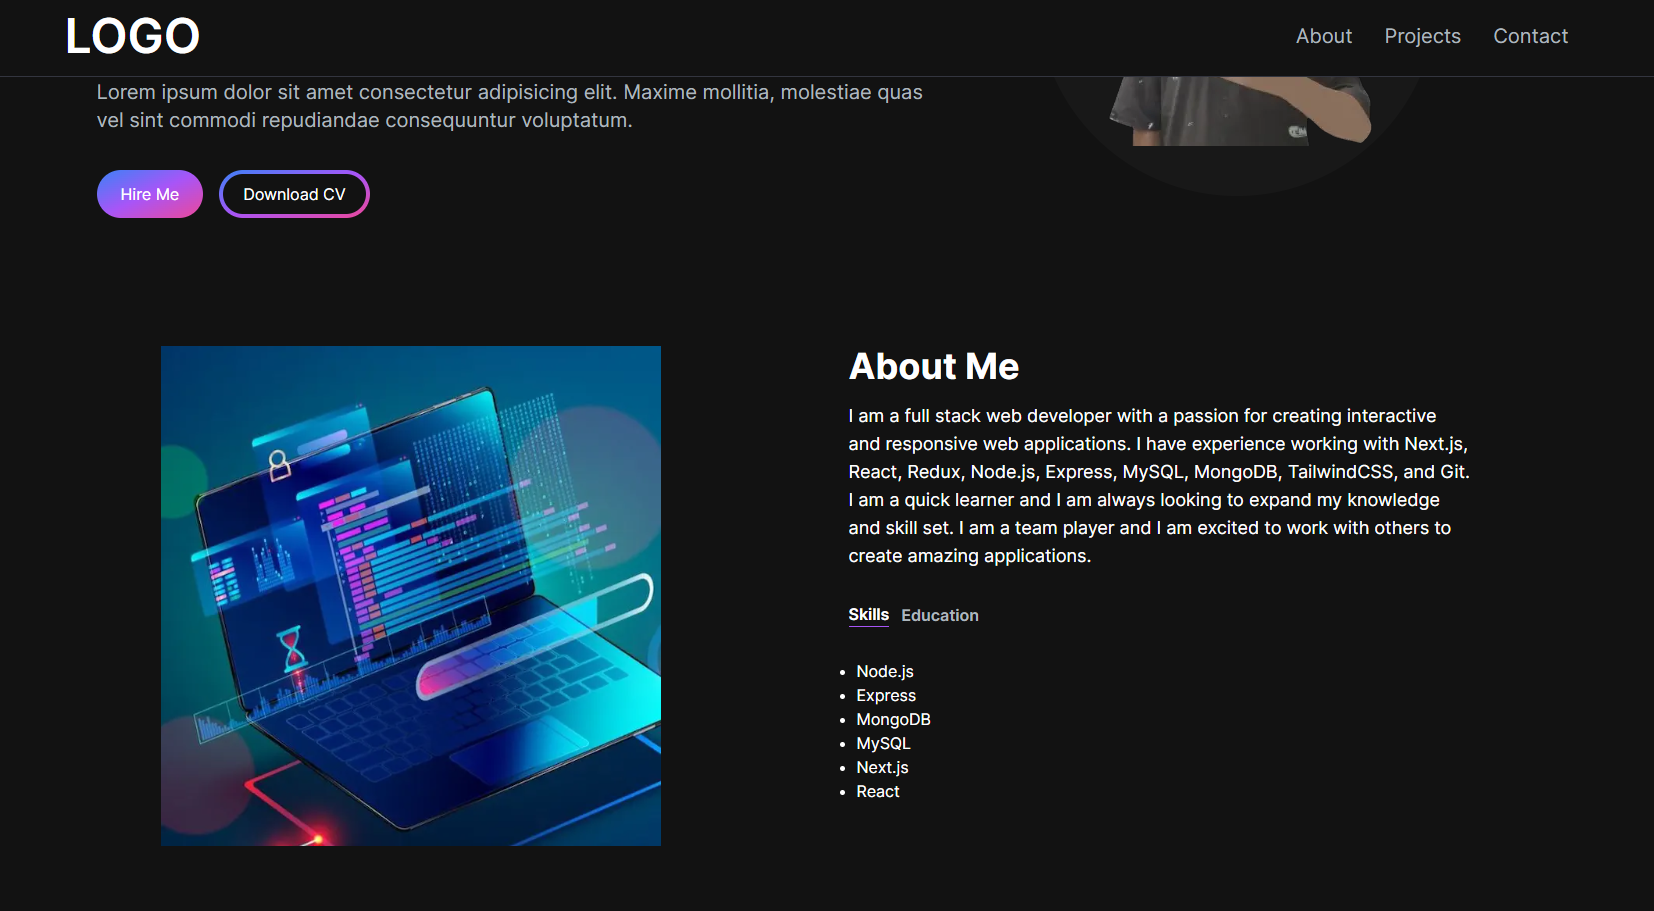 LOGO
About
Projects
Contact
Lorem ipsum dolor sit amet consectetur adipisicing elit. Maxime mollitia, molestiae quas
vel sint commodi repudiandae consequuntur voluptatum.
Hire Me
Download CV
About Me
I am a full stack web developer with a passion for creating interactive
and responsive web applications. I have experience working with Next.js,
React, Redux, Node.js, Express, MySQL, MongoDB, TailwindCSS, and Git.
I am a quick learner and I am always looking to expand my knowledge
and skill set. I am a team player and I am excited to work with others to
create amazing applications.
Skills
Education
Node.js
Express
MongoDB
MySQL
Next.js
React